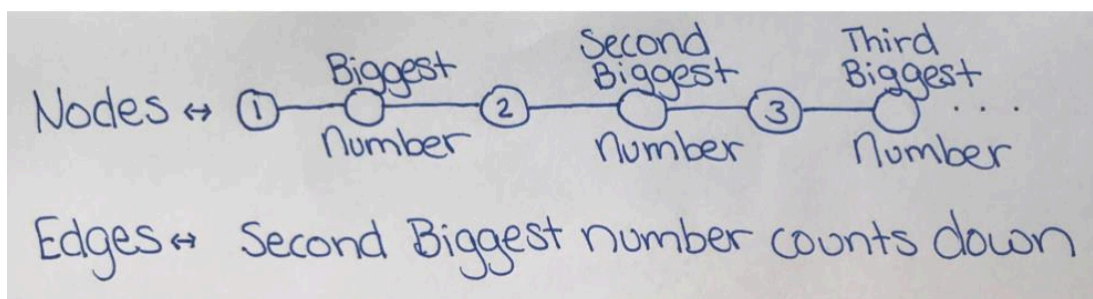 Nodes ↔ ① Biggest Number ② Second Biggest Number ③ Third Biggest Number ....
Edges ↔ Second Biggest number counts down